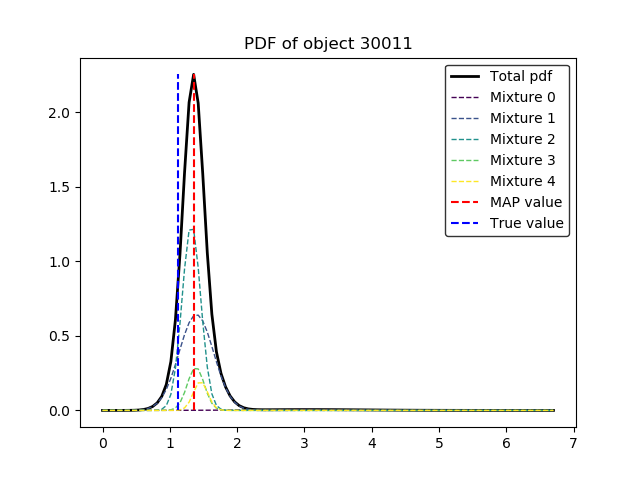 PDF of object 30011
Total pdf
Mixture 0
Mixture 1
Mixture 2
Mixture 3
Mixture 4
MAP value
True value
2.0
1.5
1.0
0.5
0.0
0 1 2 3 4 5 6 7